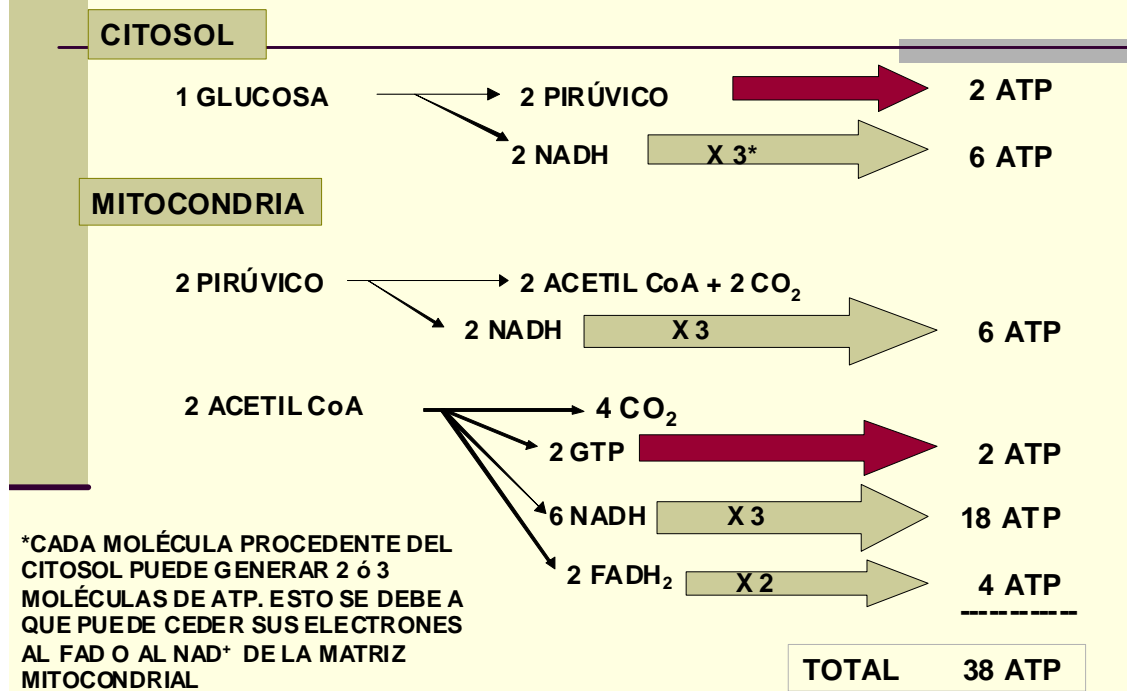 CITOSOL
1 GLUCOSA 2 PIRÚVICO 2 ATP
2 NADH X 3* 6 ATP
MITOCONDRIA
2 PIRÚVICO 2 ACETIL CoA + 2 CO₂
2 NADH X 3 6 ATP
2 ACETIL CoA 4 CO₂
2 GTP 2 ATP
6 NADH X 3 18 ATP
2 FADH₂ X 2 4 ATP
------------
*CADA MOLÉCULA PROCEDENTE DEL
CITOSOL PUEDE GENERAR 2 ó 3
MOLÉCULAS DE ATP. ESTO SE DEBE A
QUE PUEDE CEDER SUS ELECTRONES
AL FAD O AL NAD⁺ DE LA MATRIZ
MITOCONDRIAL
TOTAL 38 ATP